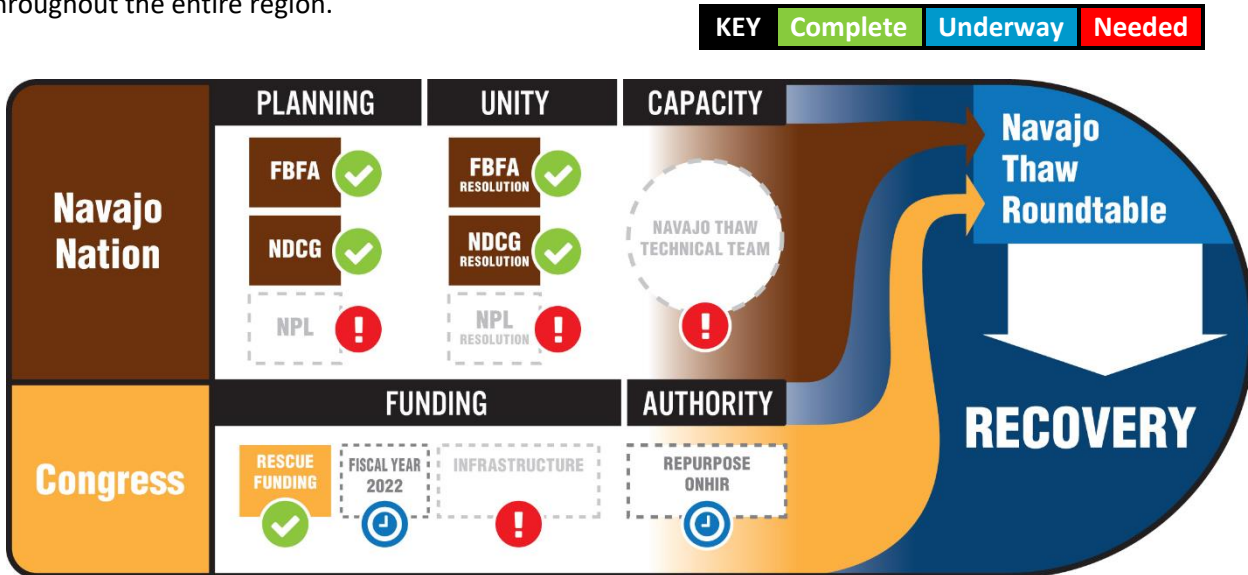 throughout the entire region.
KEY Complete Underway Needed
PLANNING UNITY CAPACITY
Navajo
Nation
FBFA
FBFA
RESOLUTION
NDCG
NDCG
RESOLUTION
NPL
NPL
RESOLUTION
NAVAJO THAW
TECHNICAL TEAM
Navajo
Thaw
Roundtable
RECOVERY
FUNDING AUTHORITY
Congress
RESCUE
FUNDING
FISCAL YEAR
2022
INFRASTRUCTURE
REPURPOSE
ONHIR